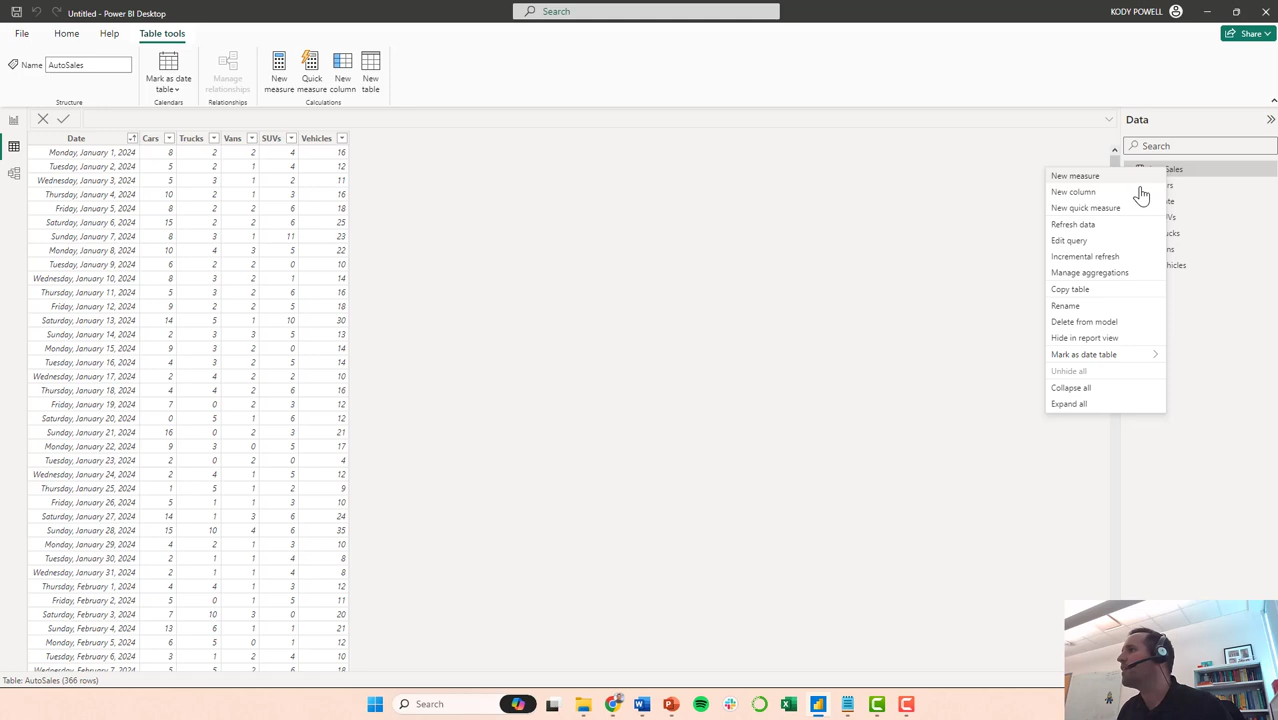 Untitled - Power BI Desktop
Search
KODY POWELL
File
Home
Help
Table tools
Share
Name
AutoSales
Mark as date
table
Manage
relationships
New
measure
Quick
measure
New
column
New
table
Structure
Calendars
Relationships
Calculations
Data
Search
Date Cars Trucks Vans SUVs Vehicles
Monday, January 1, 2024 8 2 2 4 16
Tuesday, January 2, 2024 5 2 1 4 12
Wednesday, January 3, 2024 5 3 1 2 11
Thursday, January 4, 2024 10 2 1 3 16
Friday, January 5, 2024 8 2 2 6 18
Saturday, January 6, 2024 15 2 2 6 25
Sunday, January 7, 2024 8 3 1 11 23
Monday, January 8, 2024 10 4 3 5 22
Tuesday, January 9, 2024 6 2 2 0 10
Wednesday, January 10, 2024 8 3 2 1 14
Thursday, January 11, 2024 5 3 2 6 16
Friday, January 12, 2024 9 2 2 5 18
Saturday, January 13, 2024 14 5 1 10 30
Sunday, January 14, 2024 2 3 3 5 13
Monday, January 15, 2024 9 3 2 0 14
Tuesday, January 16, 2024 4 3 2 5 14
Wednesday, January 17, 2024 2 4 2 2 10
Thursday, January 18, 2024 4 4 2 6 16
Friday, January 19, 2024 7 0 2 3 12
Saturday, January 20, 2024 0 5 1 6 12
Sunday, January 21, 2024 16 0 2 3 21
Monday, January 22, 2024 9 3 0 5 17
Tuesday, January 23, 2024 2 0 2 0 4
Wednesday, January 24, 2024 2 4 1 5 12
Thursday, January 25, 2024 1 5 1 2 9
Friday, January 26, 2024 5 1 1 3 10
Saturday, January 27, 2024 14 1 3 6 24
Sunday, January 28, 2024 15 10 4 6 35
Monday, January 29, 2024 4 2 1 3 10
Tuesday, January 30, 2024 2 1 1 4 8
Wednesday, January 31, 2024 2 1 1 4 8
Thursday, February 1, 2024 4 4 1 3 12
Friday, February 2, 2024 5 0 1 5 11
Saturday, February 3, 2024 7 10 3 0 20
Sunday, February 4, 2024 13 6 1 1 21
Monday, February 5, 2024 6 5 0 1 12
Tuesday, February 6, 2024 3 1 2 4 10
Wednesday, February 7, 2024 5 5 2 6 18
New measure
New column
New quick measure
Refresh data
Edit query
Incremental refresh
Manage aggregations
Copy table
Rename
Delete from model
Hide in report view
Mark as date table
Unhide all
Collapse all
Expand all
Table: AutoSales (366 rows)
Search